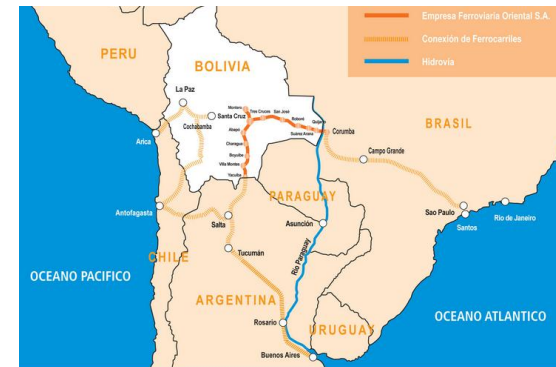 Empresa Ferroviaria Oriental S.A.
Conexión de Ferrocarriles
Hidrovía
PERU
BOLIVIA
BRASIL
La Paz
Montero
Tres Cruces
San José
Santa Cruz
Roboré
Quijarro
Cochabamba
Abapo
Suárez Arana
Corumba
Arica
Charagua
Boyuibe
Campo Grande
Villa Montes
Yacuiba
PARAGUAY
Antofagasta
Salta
Asunción
Sao Paulo
Santos
Rio de Janeiro
CHILE
Tucumán
Río Paraguay
OCEANO PACIFICO
ARGENTINA
OCEANO ATLANTICO
Rosario
URUGUAY
Buenos Aires